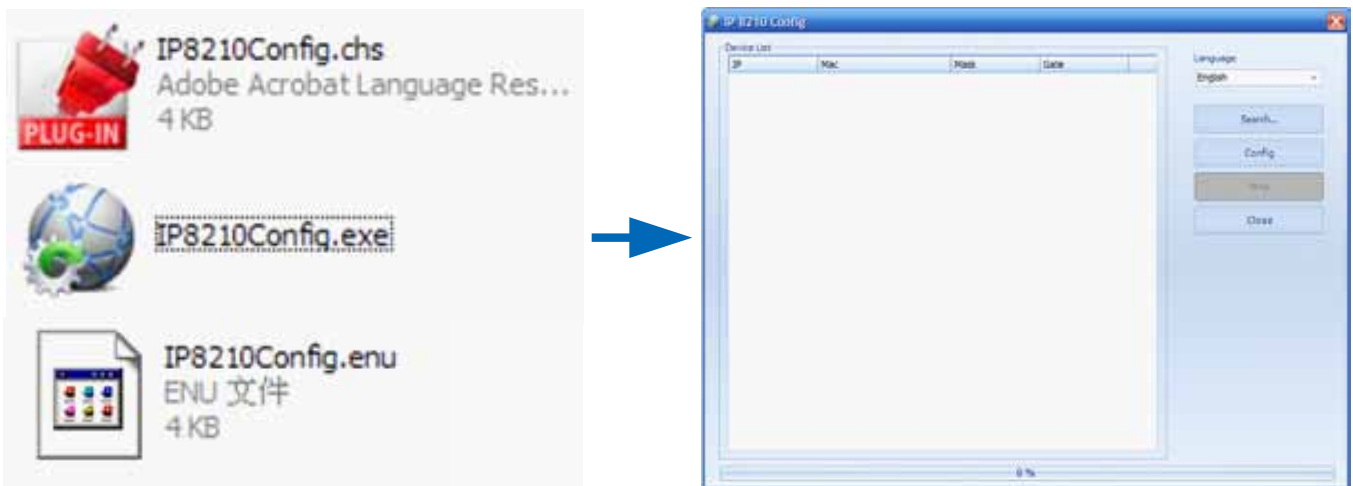 IP8210Config.chs
Adobe Acrobat Language Res...
4 KB
PLUG-IN
IP8210Config.exe
IP8210Config.enu
ENU 文件
4 KB
IP 8210 Config
Device List
IP Mac Mask Gate
Language
English
Search...
Config
Close
0 %